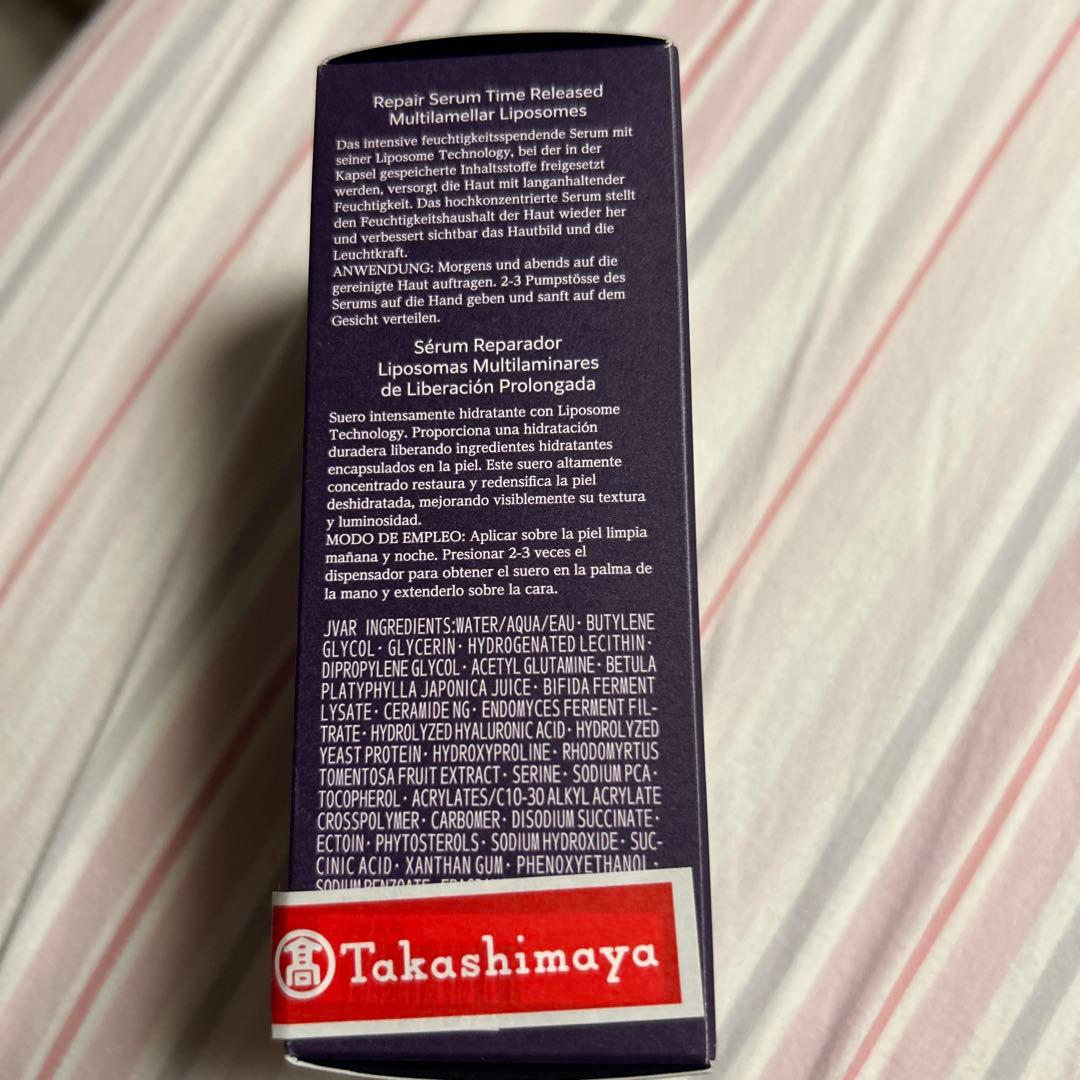 Repair Serum Time Released
Multilamellar Liposomes
Das intensive feuchtigkeitsspendende Serum mit
seiner Liposome Technology, bei der in der
Kapsel gespeicherte Inhaltsstoffe freigesetzt
werden, versorgt die Haut mit langanhaltender
Feuchtigkeit. Das hochkonzentrierte Serum stellt
den Feuchtigkeitshaushalt der Haut wieder her
und verbessert sichtbar das Hautbild und die
Leuchtkraft.
ANWENDUNG: Morgens und abends auf die
gereinigte Haut auftragen. 2-3 Pumpstösse des
Serums auf die Hand geben und sanft auf dem
Gesicht verteilen.
Sérum Reparador
Liposomas Multilaminares
de Liberación Prolongada
Suero intensamente hidratante con Liposome
Technology. Proporciona una hidratación
duradera liberando ingredientes hidratantes
encapsulados en la piel. Este suero altamente
concentrado restaura y redensifica la piel
deshidratada, mejorando visiblemente su textura
y luminosidad.
MODO DE EMPLEO: Aplicar sobre la piel limpia
mañana y noche. Presionar 2-3 veces el
dispensador para obtener el suero en la palma de
la mano y extenderlo sobre la cara.
JVAR INGREDIENTS:WATER/AQUA/EAU· BUTYLENE
GLYCOL· GLYCERIN· HYDROGENATED LECITHIN·
DIPROPYLENE GLYCOL· ACETYL GLUTAMINE· BETULA
PLATYPHYLLA JAPONICA JUICE· BIFIDA FERMENT
LYSATE· CERAMIDE NG· ENDOMYCES FERMENT FIL-
TRATE· HYDROLYZED HYALURONIC ACID· HYDROLYZED
YEAST PROTEIN· HYDROXYPROLINE· RHODOMYRTUS
TOMENTOSA FRUIT EXTRACT· SERINE· SODIUM PCA·
TOCOPHEROL· ACRYLATES/C10-30 ALKYL ACRYLATE
CROSSPOLYMER· CARBOMER· DISODIUM SUCCINATE·
ECTOIN· PHYTOSTEROLS· SODIUM HYDROXIDE· SUC-
CINIC ACID· XANTHAN GUM· PHENOXYETHANOL·
SODIUM BENZOATE
髙 Takashimaya